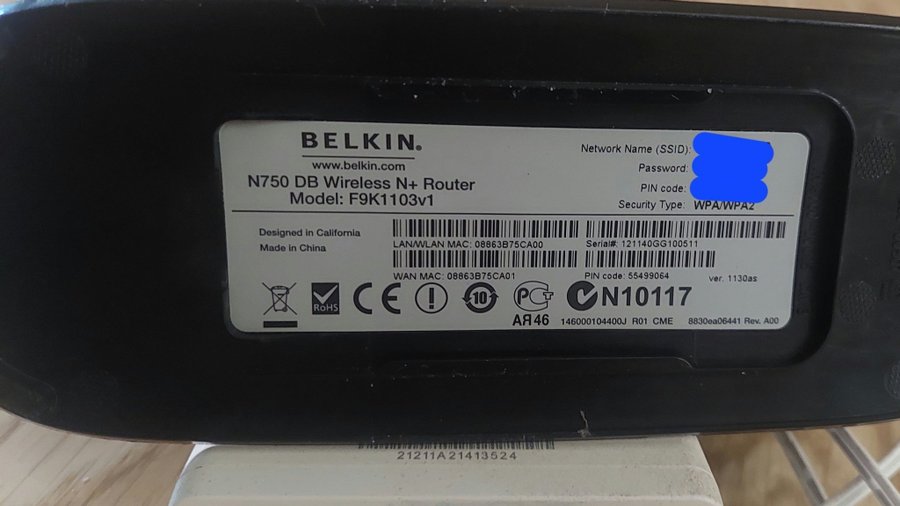 BELKIN.
www.belkin.com
N750 DB Wireless N+ Router
Model: F9K1103v1
Network Name (SSID):
Password:
PIN code:
Security Type: WPA/WPA2
Designed in California
Made in China
LAN/WLAN MAC: 08863B75CA00
Serial#: 121140GG100511
WAN MAC: 08863B75CA01
PIN code: 55499064
ver. 1130as
RoHS
CE
10
PCT
АЯ46
N10117
146000104400J R01 CME
8830ea06441 Rev. A00
21211A21413524